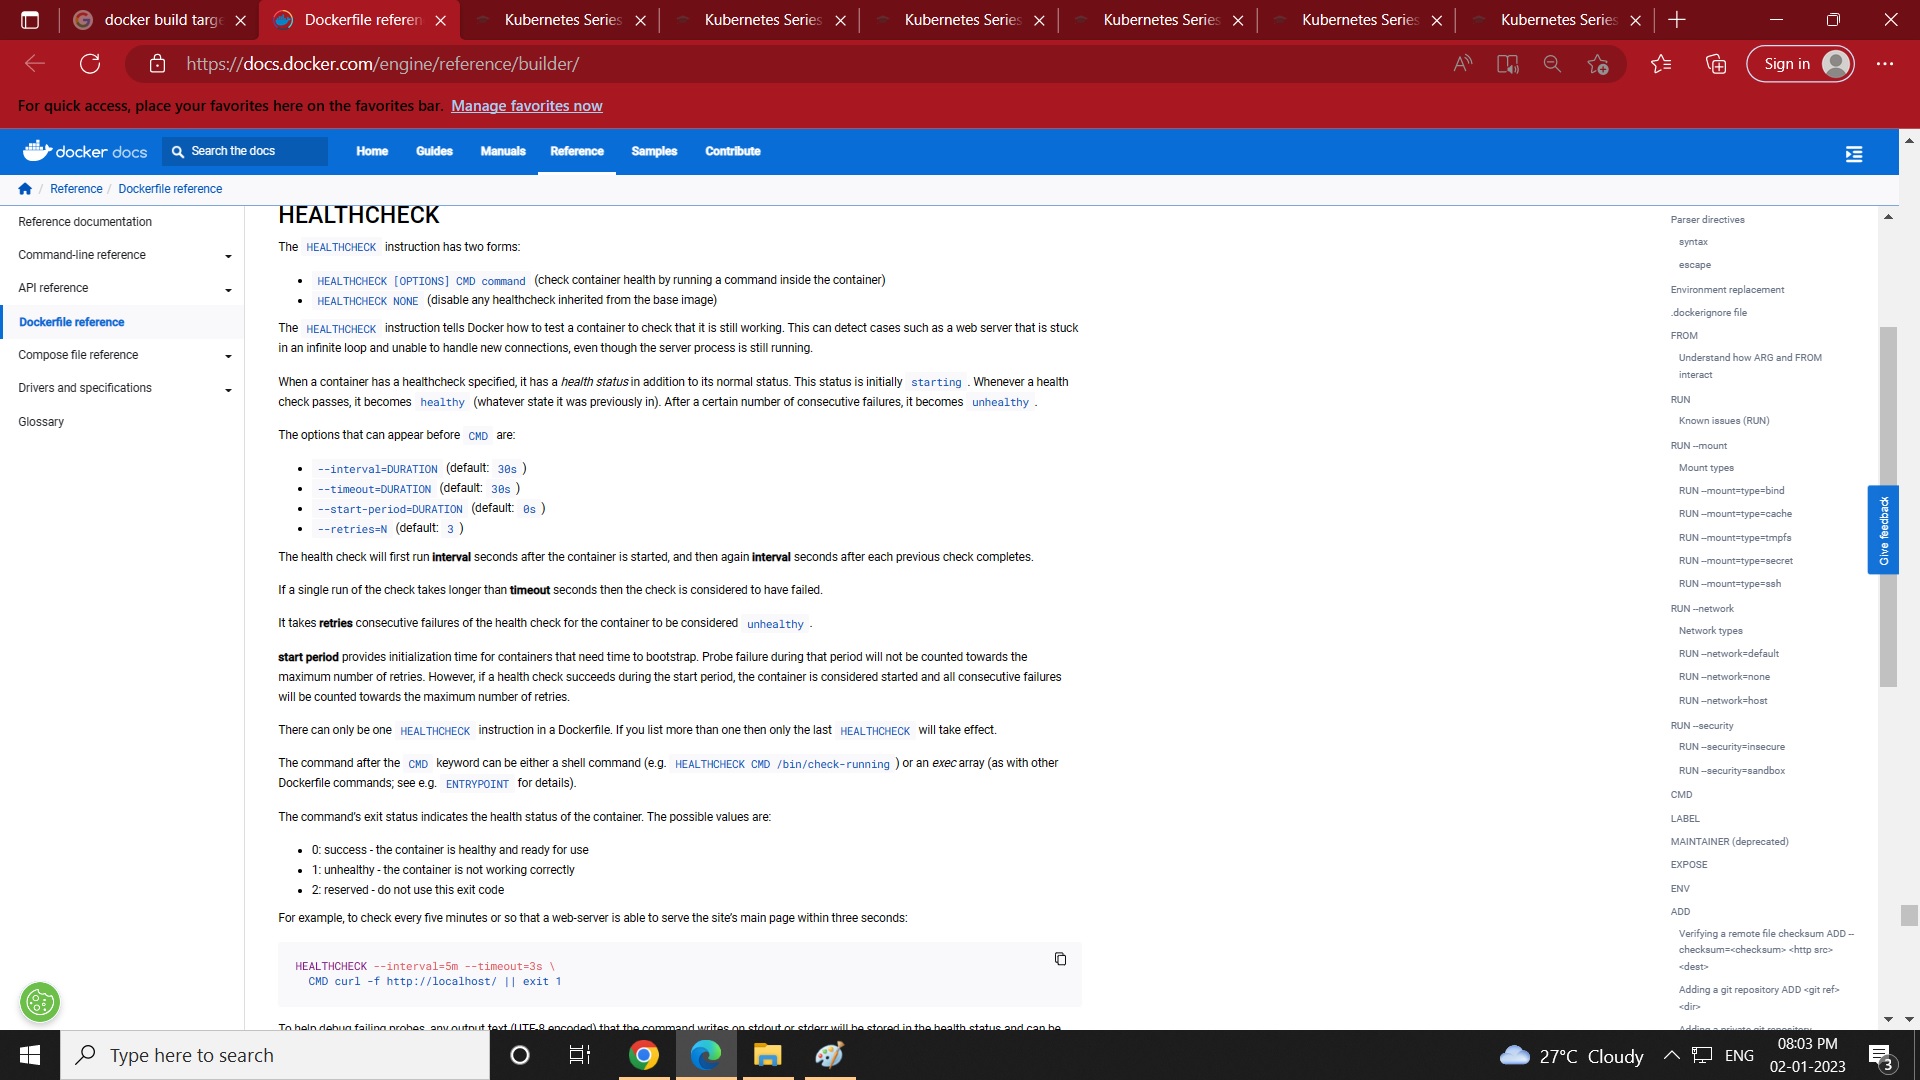 docker build targe
Dockerfile referen
Kubernetes Series
Kubernetes Series
Kubernetes Series
Kubernetes Series
Kubernetes Series
Kubernetes Series
https://docs.docker.com/engine/reference/builder/
Sign in
For quick access, place your favorites here on the favorites bar. Manage favorites now
docker docs
Search the docs
Home
Guides
Manuals
Reference
Samples
Contribute
/ Reference / Dockerfile reference
Reference documentation
Command-line reference
API reference
Dockerfile reference
Compose file reference
Drivers and specifications
Glossary
HEALTHCHECK
The HEALTHCHECK instruction has two forms:
• HEALTHCHECK [OPTIONS] CMD command (check container health by running a command inside the container)
• HEALTHCHECK NONE (disable any healthcheck inherited from the base image)
The HEALTHCHECK instruction tells Docker how to test a container to check that it is still working. This can detect cases such as a web server that is stuck
in an infinite loop and unable to handle new connections, even though the server process is still running.
When a container has a healthcheck specified, it has a health status in addition to its normal status. This status is initially starting . Whenever a health
check passes, it becomes healthy (whatever state it was previously in). After a certain number of consecutive failures, it becomes unhealthy .
The options that can appear before CMD are:
• --interval=DURATION (default: 30s )
• --timeout=DURATION (default: 30s )
• --start-period=DURATION (default: 0s )
• --retries=N (default: 3 )
The health check will first run interval seconds after the container is started, and then again interval seconds after each previous check completes.
If a single run of the check takes longer than timeout seconds then the check is considered to have failed.
It takes retries consecutive failures of the health check for the container to be considered unhealthy .
start period provides initialization time for containers that need time to bootstrap. Probe failure during that period will not be counted towards the
maximum number of retries. However, if a health check succeeds during the start period, the container is considered started and all consecutive failures
will be counted towards the maximum number of retries.
There can only be one HEALTHCHECK instruction in a Dockerfile. If you list more than one then only the last HEALTHCHECK will take effect.
The command after the CMD keyword can be either a shell command (e.g. HEALTHCHECK CMD /bin/check-running ) or an exec array (as with other
Dockerfile commands; see e.g. ENTRYPOINT for details).
The command's exit status indicates the health status of the container. The possible values are:
• 0: success - the container is healthy and ready for use
• 1: unhealthy - the container is not working correctly
• 2: reserved - do not use this exit code
For example, to check every five minutes or so that a web-server is able to serve the site's main page within three seconds:
HEALTHCHECK --interval=5m --timeout=3s \
CMD curl -f http://localhost/ || exit 1
To help debug failing probes, any output text (UTF-8 encoded) that the command writes on stdout or stderr will be stored in the health status and can be
Parser directives
syntax
escape
Environment replacement
.dockerignore file
FROM
Understand how ARG and FROM
interact
RUN
Known issues (RUN)
RUN --mount
Mount types
RUN --mount=type=bind
RUN --mount=type=cache
RUN --mount=type=tmpfs
RUN --mount=type=secret
RUN --mount=type=ssh
RUN --network
Network types
RUN --network=default
RUN --network=none
RUN --network=host
RUN --security
RUN --security=insecure
RUN --security=sandbox
CMD
LABEL
MAINTAINER (deprecated)
EXPOSE
ENV
ADD
Verifying a remote file checksum ADD --
checksum=<checksum> <http src>
<dest>
Adding a git repository ADD <git ref>
<dir>
Adding a private git repository
Give feedback
Type here to search
27°C Cloudy
ENG
08:03 PM
02-01-2023
3